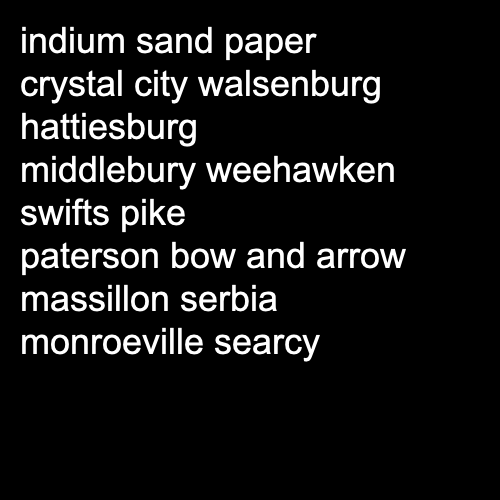 indium sand paper
crystal city walsenburg
hattiesburg
middlebury weehawken
swifts pike
paterson bow and arrow
massillon serbia
monroeville searcy